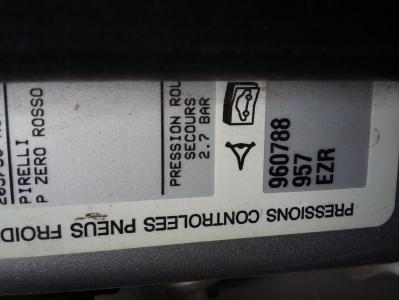 PIRELLI
P ZERO ROSSO
PRESSION ROU
SECOURS
2.7 BAR
960788
957
EZR
PRESSIONS CONTROLEES PNEUS FROID